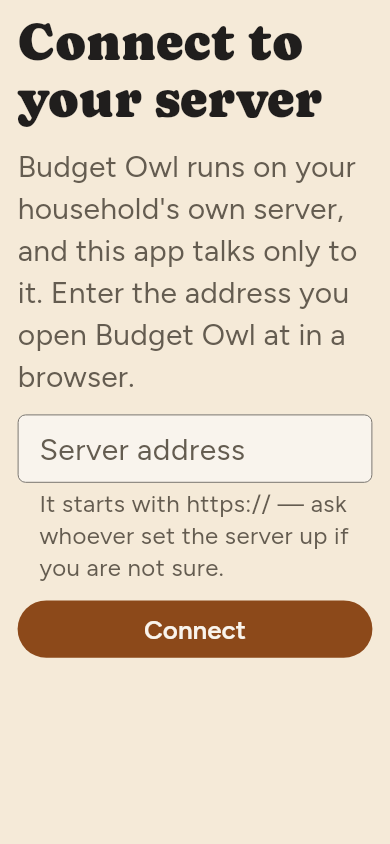 Connect to
your server
Budget Owl runs on your
household's own server,
and this app talks only to
it. Enter the address you
open Budget Owl at in a
browser.
Server address
It starts with https:// — ask
whoever set the server up if
you are not sure.
Connect